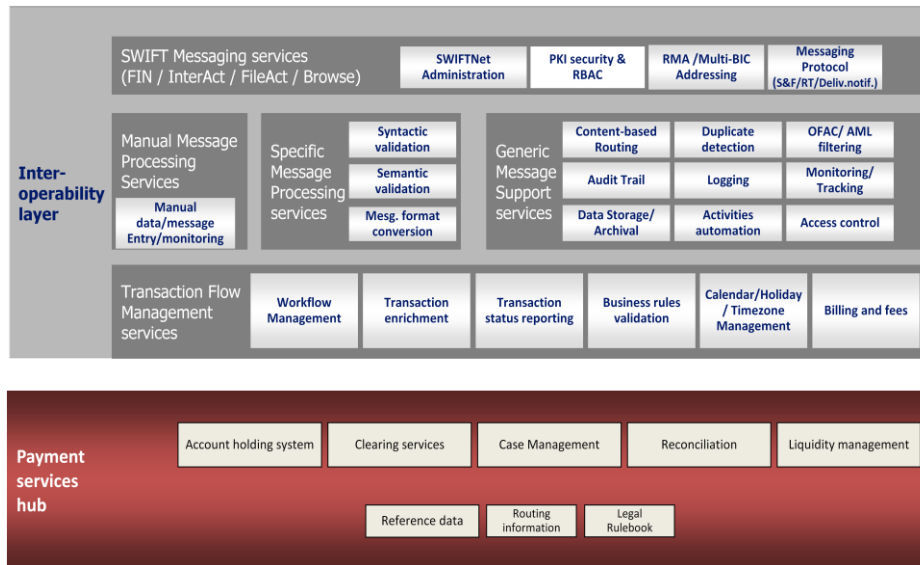 SWIFT Messaging services
(FIN / InterAct / FileAct / Browse)
SWIFTNet
Administration
PKI security &
RBAC
RMA /Multi-BIC
Addressing
Messaging
Protocol
(S&F/RT/Deliv.notif.)
Inter-
operability
layer
Manual Message
Processing
Services
Manual
data/message
Entry/monitoring
Specific
Message
Processing
services
Syntactic
validation
Semantic
validation
Mesg. format
conversion
Generic
Message
Support
services
Content-based
Routing
Duplicate
detection
OFAC/ AML
filtering
Audit Trail
Logging
Monitoring/
Tracking
Data Storage/
Archival
Activities
automation
Access control
Transaction Flow
Management
services
Workflow
Management
Transaction
enrichment
Transaction
status reporting
Business rules
validation
Calendar/Holiday
/ Timezone
Management
Billing and fees
Payment
services
hub
Account holding system
Clearing services
Case Management
Reconciliation
Liquidity management
Reference data
Routing
information
Legal
Rulebook